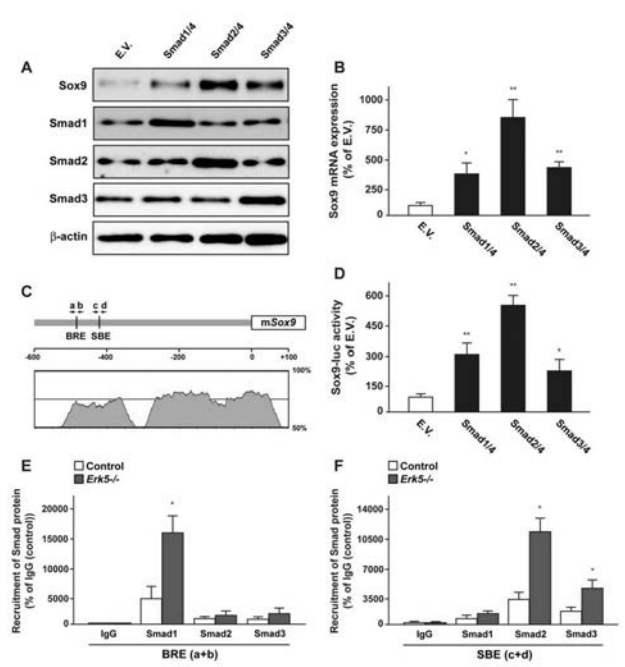 A
E.V.
Smad1/4
Smad2/4
Smad3/4
Sox9
Smad1
Smad2
Smad3
β-actin
B
Sox9 mRNA expression
(% of E.V.)
1000
750
500
250
0
*
**
**
E.V.
Smad1/4
Smad2/4
Smad3/4
C
a b
c d
BRE
SBE
mSox9
-600
-400
-200
0
+100
100%
50%
D
Sox9-luc activity
(% of E.V.)
600
450
300
150
0
**
**
E.V.
Smad1/4
Smad2/4
Smad3/4
E
Control
Erk5-/-
Recruitment of Smad protein
(% of IgG (control))
20000
15000
10000
5000
0
*
IgG
Smad1
Smad2
Smad3
BRE (a+b)
F
Control
Erk5-/-
Recruitment of Smad protein
(% of IgG (control))
14000
10500
7000
3500
0
*
*
IgG
Smad1
Smad2
Smad3
SBE (c+d)